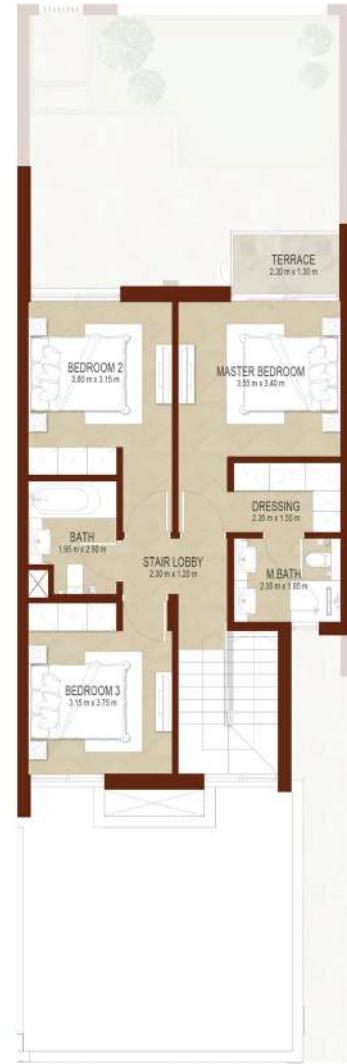 TERRACE
2.30 m x 1.30 m
BEDROOM 2
3.80 m x 3.15 m
MASTER BEDROOM
3.55 m x 3.40 m
DRESSING
2.35 m x 1.55 m
BATH
1.95 m x 2.50 m
STAIR LOBBY
2.30 m x 1.20 m
M.BATH
2.35 m x 1.85 m
BEDROOM 3
3.15 m x 3.75 m